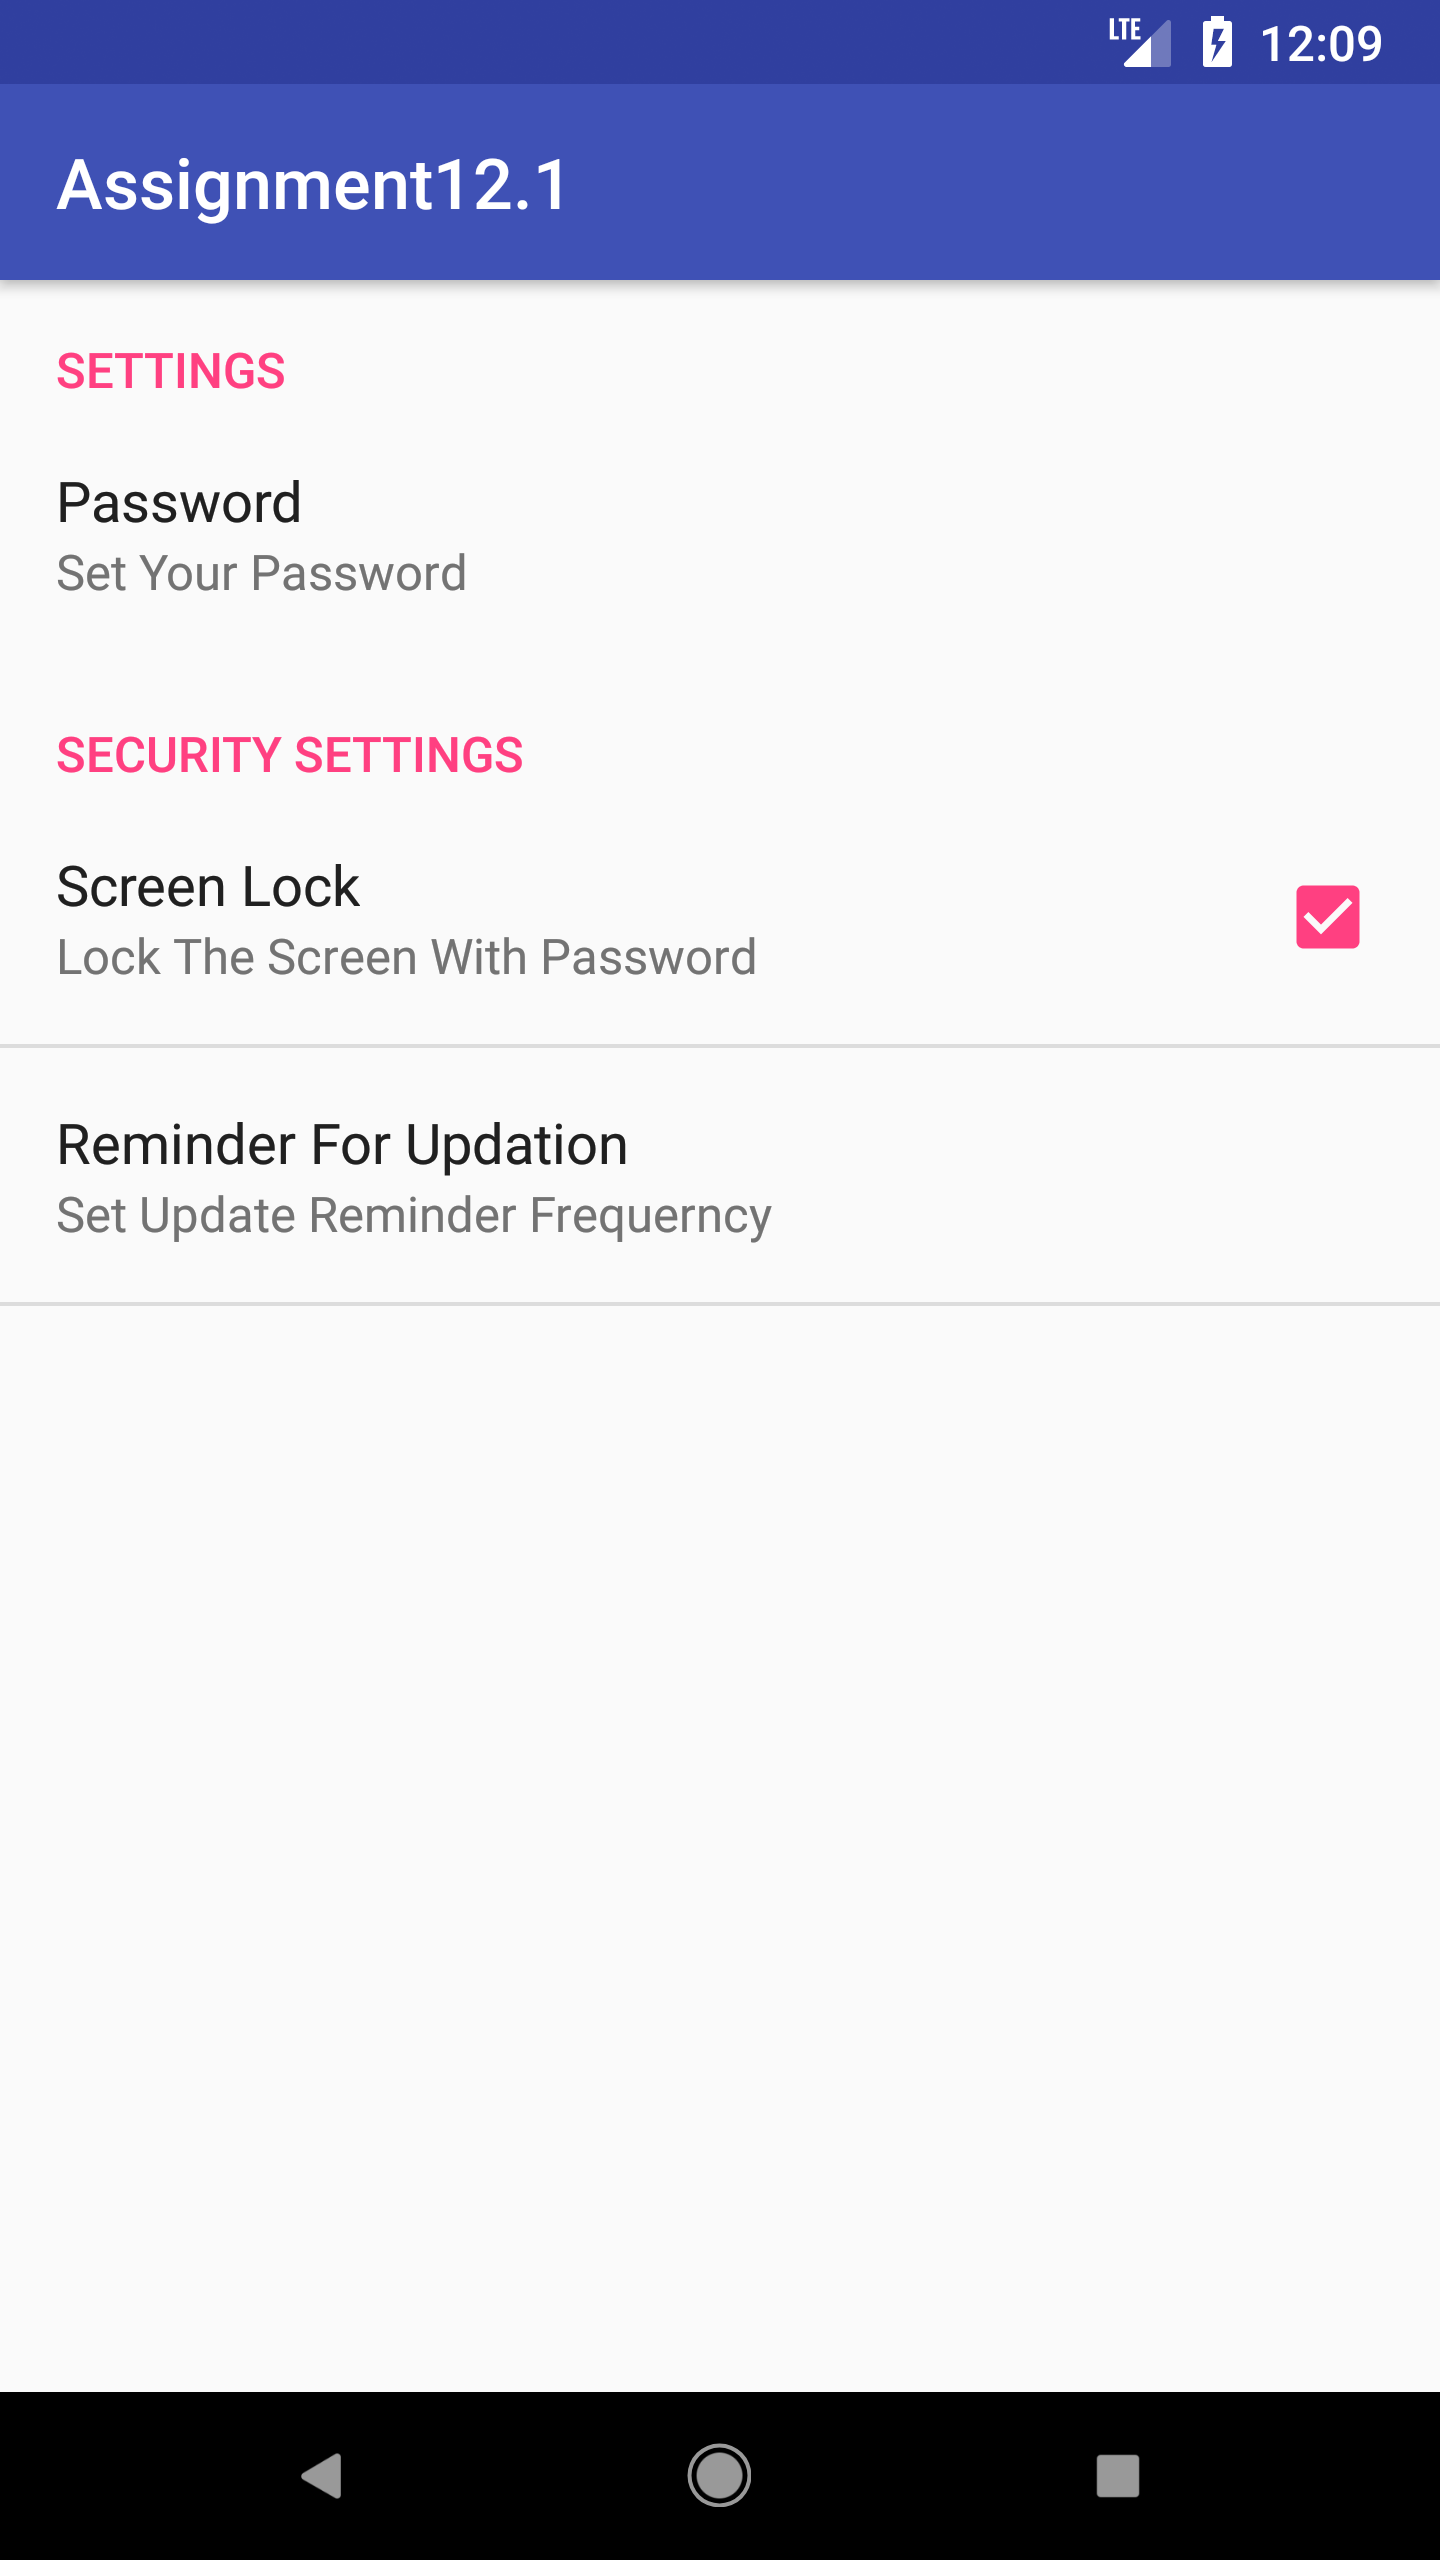 LTE 12:09
Assignment12.1
SETTINGS
Password
Set Your Password
SECURITY SETTINGS
Screen Lock
Lock The Screen With Password
Reminder For Updation
Set Update Reminder Frequerncy